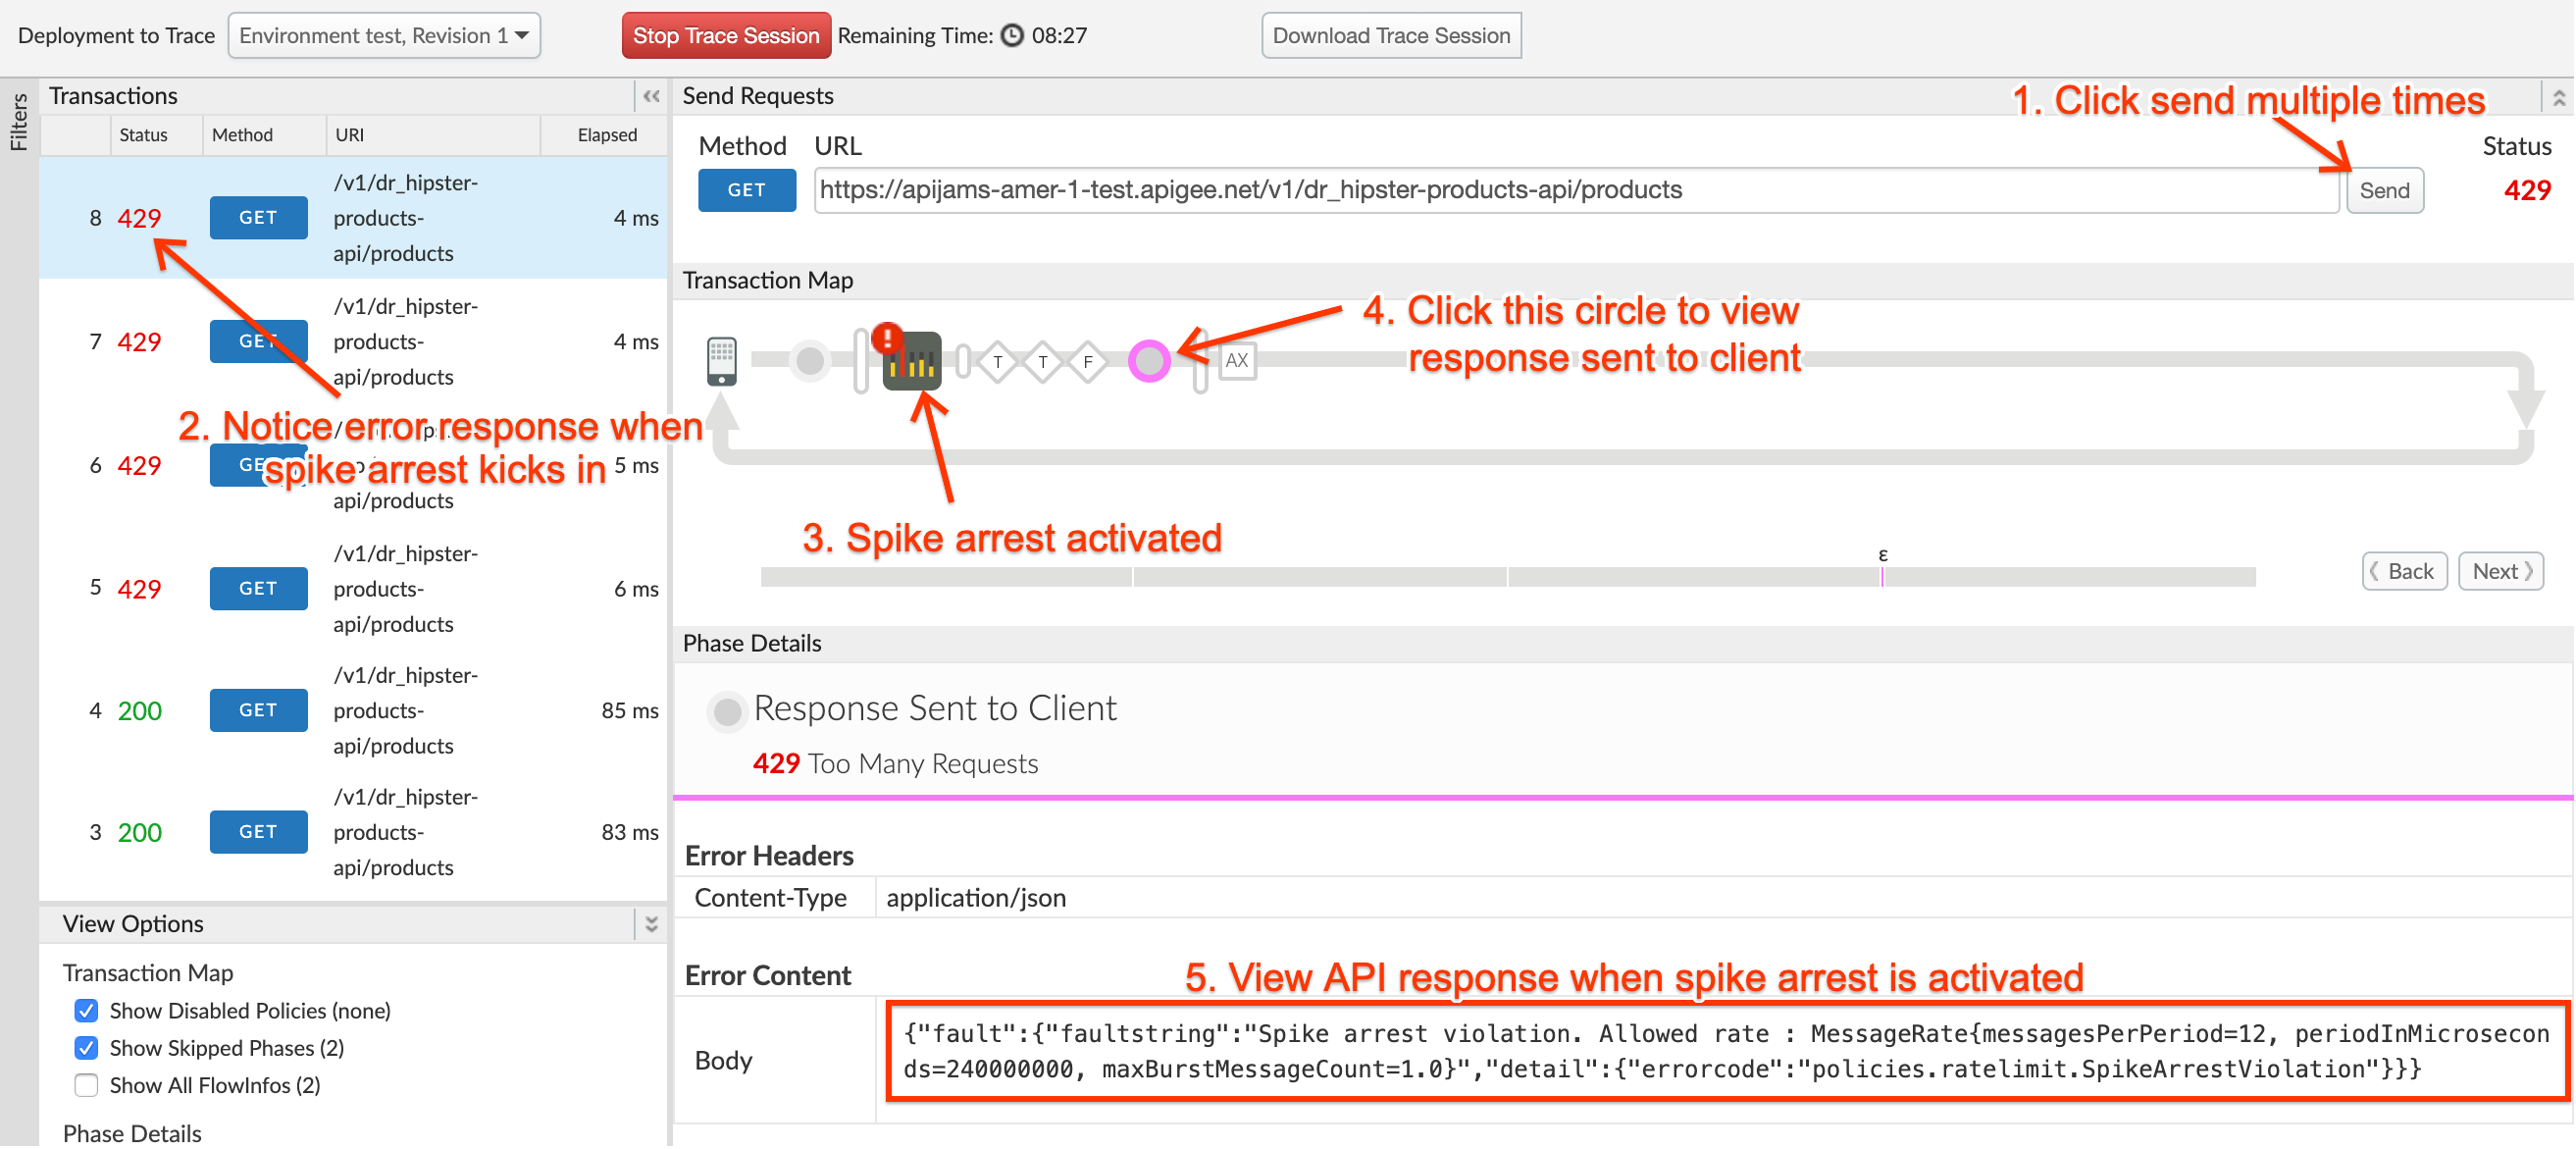 Deployment to Trace Environment test, Revision 1 Stop Trace Session Remaining Time: 08:27 Download Trace Session
Filters
Transactions
Status Method URI Elapsed
8 429 GET /v1/dr_hipster-products-api/products 4 ms
7 429 GET /v1/dr_hipster-products-api/products 4 ms
6 429 5 ms
api/products
5 429 GET /v1/dr_hipster-products-api/products 6 ms
4 200 GET /v1/dr_hipster-products-api/products 85 ms
3 200 GET /v1/dr_hipster-products-api/products 83 ms
2. Notice error response when
spike arrest kicks in
View Options
Transaction Map
Show Disabled Policies (none)
Show Skipped Phases (2)
Show All FlowInfos (2)
Phase Details
Send Requests
1. Click send multiple times
Method URL Status
GET https://apijams-amer-1-test.apigee.net/v1/dr_hipster-products-api/products Send 429
Transaction Map
4. Click this circle to view
response sent to client
T T F AX
3. Spike arrest activated
ε
Back Next
Phase Details
Response Sent to Client
429 Too Many Requests
Error Headers
Content-Type application/json
Error Content
5. View API response when spike arrest is activated
Body
{"fault":{"faultstring":"Spike arrest violation. Allowed rate : MessageRate{messagesPerPeriod=12, periodInMicrosecon
ds=240000000, maxBurstMessageCount=1.0}","detail":{"errorcode":"policies.ratelimit.SpikeArrestViolation"}}}